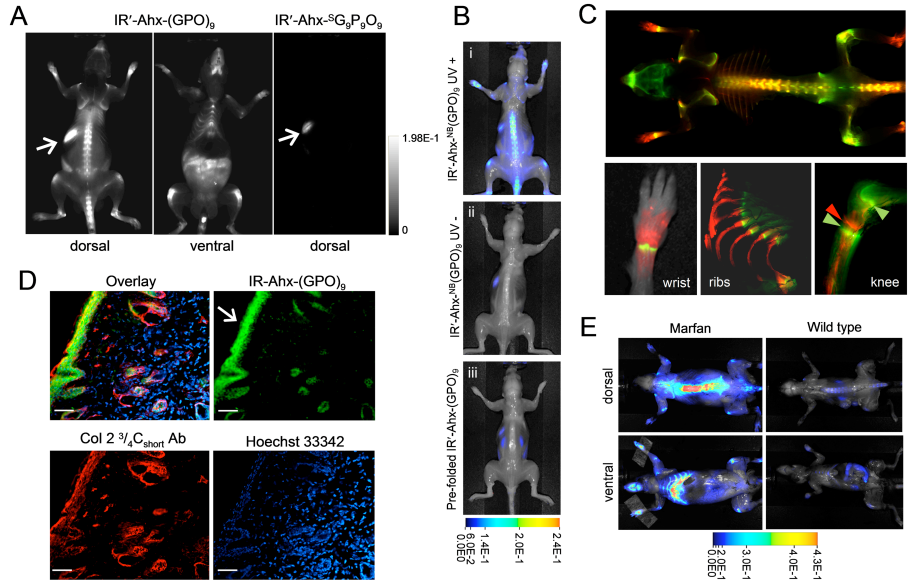 A
IR′-Ahx-(GPO)9
IR′-Ahx-SG9P9O9
1.98E-1
0
dorsal
ventral
dorsal
B
i
IR′-Ahx-NB(GPO)9 UV +
ii
IR′-Ahx-NB(GPO)9 UV -
iii
Pre-folded IR′-Ahx-(GPO)9
0.0E0
6.0E-2
1.4E-1
2.0E-1
2.4E-1
C
wrist
ribs
knee
D
Overlay
IR-Ahx-(GPO)9
Col 2 3/4Cshort Ab
Hoechst 33342
E
Marfan
Wild type
dorsal
ventral
0.0E0
2.0E-1
3.0E-1
4.0E-1
4.3E-1